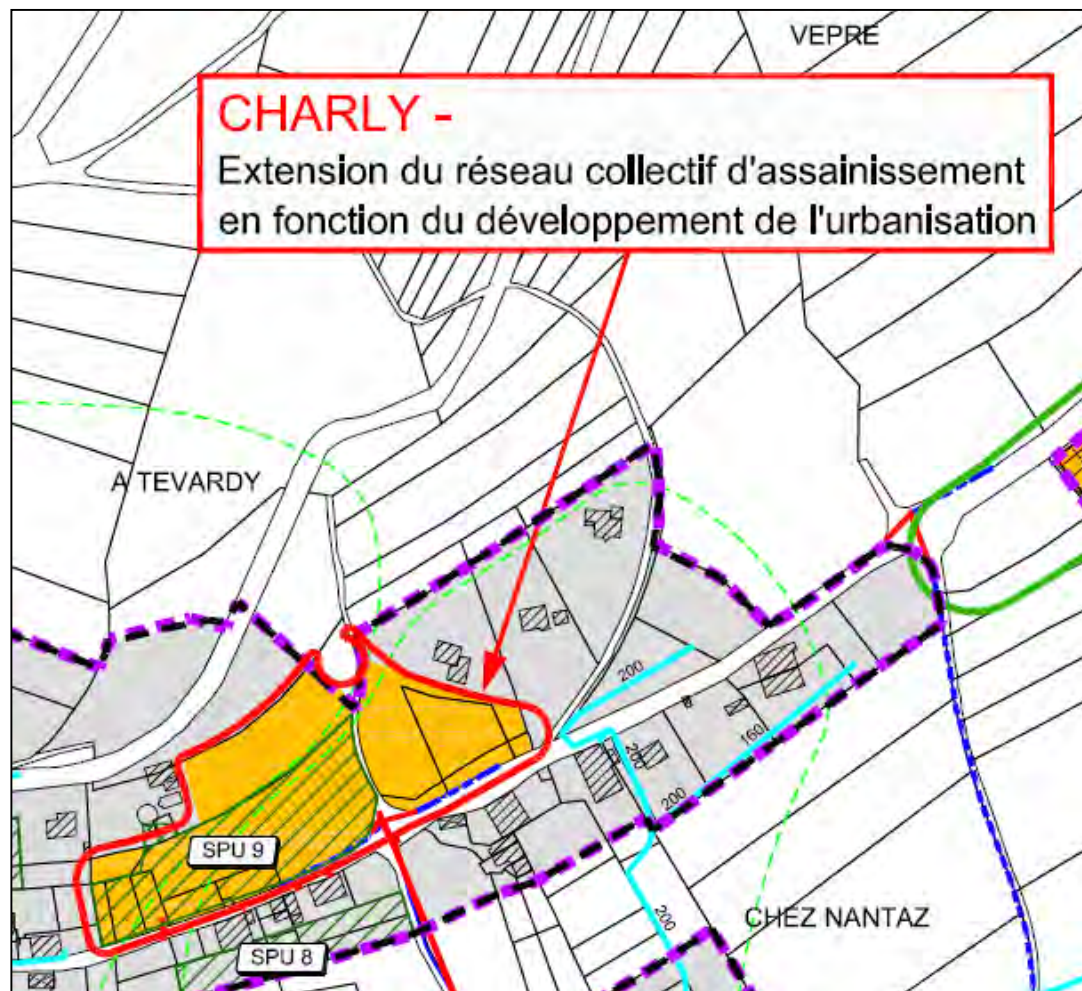 VEPRE
CHARLY -
Extension du réseau collectif d'assainissement
en fonction du développement de l'urbanisation
A TEVARDY
200
200
160
200
SPU 9
200
CHEZ NANTAZ
SPU 8